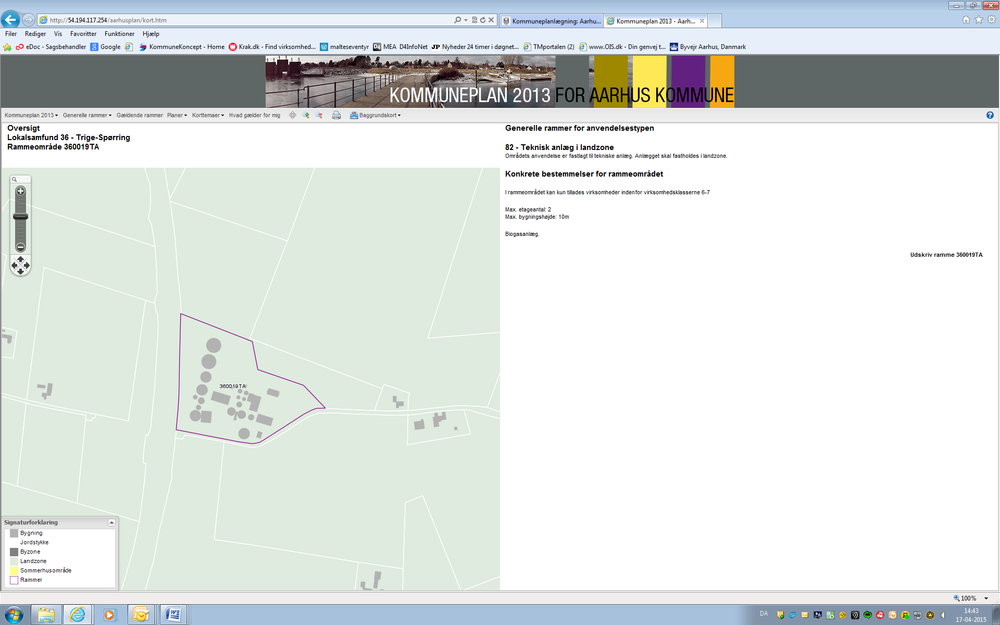 http://54.194.117.254/aarhusplan/kort.htm
Kommuneplanlægning: Aarhu...
Kommuneplan 2013 - Aarh...
Filer Rediger Vis Favoritter Funktioner Hjælp
eDoc - Sagsbehandler Google KommuneKoncept - Home Krak.dk - Find virksomhed... malteseventyr D4 MEA D4InfoNet JP Nyheder 24 timer i døgnet... TMportalen (2) www.OIS.dk - Din genvej t... Byvejr Aarhus, Danmark
KOMMUNEPLAN 2013 FOR AARHUS KOMMUNE
Kommuneplan 2013 Generelle rammer Gældende rammer Planer Korttemaer Hvad gælder for mig Baggrundskort
Oversigt
Lokalsamfund 36 - Trige-Spørring
Rammeområde 360019TA
360019TA
Signaturforklaring
Bygning
Jordstykke
Byzone
Landzone
Sommerhusområde
Rammer
Generelle rammer for anvendelsestypen
82 - Teknisk anlæg i landzone
Områdets anvendelse er fastlagt til tekniske anlæg. Anlægget skal fastholdes i landzone.
Konkrete bestemmelser for rammeområdet
I rammeområdet kan kun tillades virksomheder indenfor virksomhedsklasserne 6-7
Max. etageantal: 2
Max. bygningshøjde: 10m
Biogasanlæg.
Udskriv ramme 360019TA
100%
DA
14:43
17-04-2015